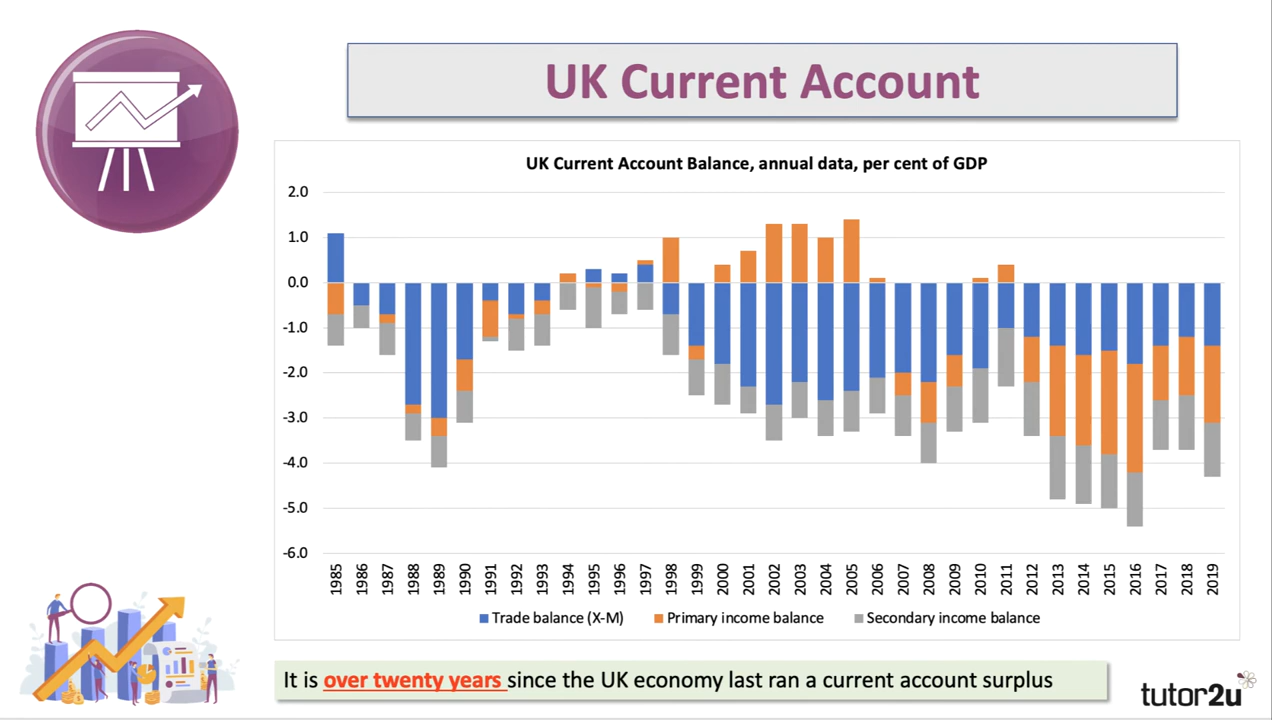 UK Current Account
UK Current Account Balance, annual data, per cent of GDP
2.0
1.0
0.0
-1.0
-2.0
-3.0
-4.0
-5.0
-6.0
1985 1986 1987 1988 1989 1990 1991 1992 1993 1994 1995 1996 1997 1998 1999 2000 2001 2002 2003 2004 2005 2006 2007 2008 2009 2010 2011 2012 2013 2014 2015 2016 2017 2018 2019
Trade balance (X-M) Primary income balance Secondary income balance
It is over twenty years since the UK economy last ran a current account surplus
tutor2u